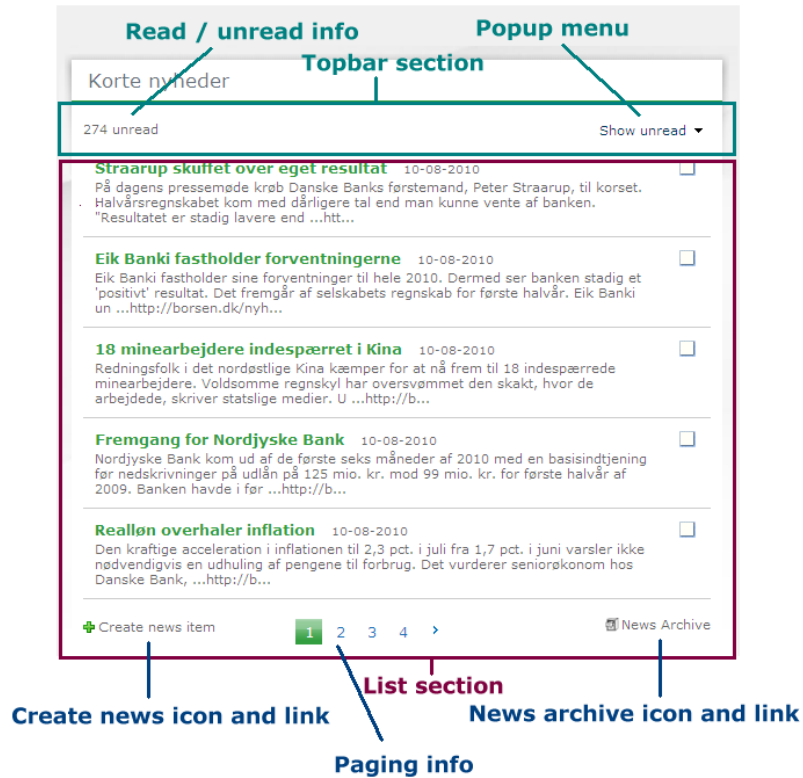 Read / unread info
Popup menu
Topbar section
Korte nyheder
274 unread
Show unread
Straarup skuffet over eget resultat 10-08-2010
På dagens pressemøde krøb Danske Banks førstemand, Peter Straarup, til korset.
Halvårsregnskabet kom med dårligere tal end man kunne vente af banken.
"Resultatet er stadig lavere end ...htt...
Eik Banki fastholder forventningerne 10-08-2010
Eik Banki fastholder sine forventninger til hele 2010. Dermed ser banken stadig et
'positivt' resultat. Det fremgår af selskabets regnskab for første halvår. Eik Banki
un ...http://borsen.dk/nyh...
18 minearbejdere indespærret i Kina 10-08-2010
Redningsfolk i det nordøstlige Kina kæmper for at nå frem til 18 indespærrede
minearbejdere. Voldsomme regnskyl har oversvømmet den skakt, hvor de
arbejdede, skriver statslige medier. U ...http://b...
Fremgang for Nordjyske Bank 10-08-2010
Nordjyske Bank kom ud af de første seks måneder af 2010 med en basisindtjening
før nedskrivninger på udlån på 125 mio. kr. mod 99 mio. kr. for første halvår af
2009. Banken havde i før ...http://b...
Realløn overhaler inflation 10-08-2010
Den kraftige acceleration i inflationen til 2,3 pct. i juli fra 1,7 pct. i juni varsler ikke
nødvendigvis en udhuling af pengene til forbrug. Det vurderer seniorøkonom hos
Danske Bank, ...http://b...
Create news item
1 2 3 4 ›
News Archive
List section
Create news icon and link
News archive icon and link
Paging info